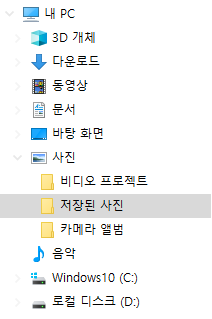 내 PC
3D 개체
다운로드
동영상
문서
바탕 화면
사진
비디오 프로젝트
저장된 사진
카메라 앨범
음악
Windows10 (C:)
로컬 디스크 (D:)